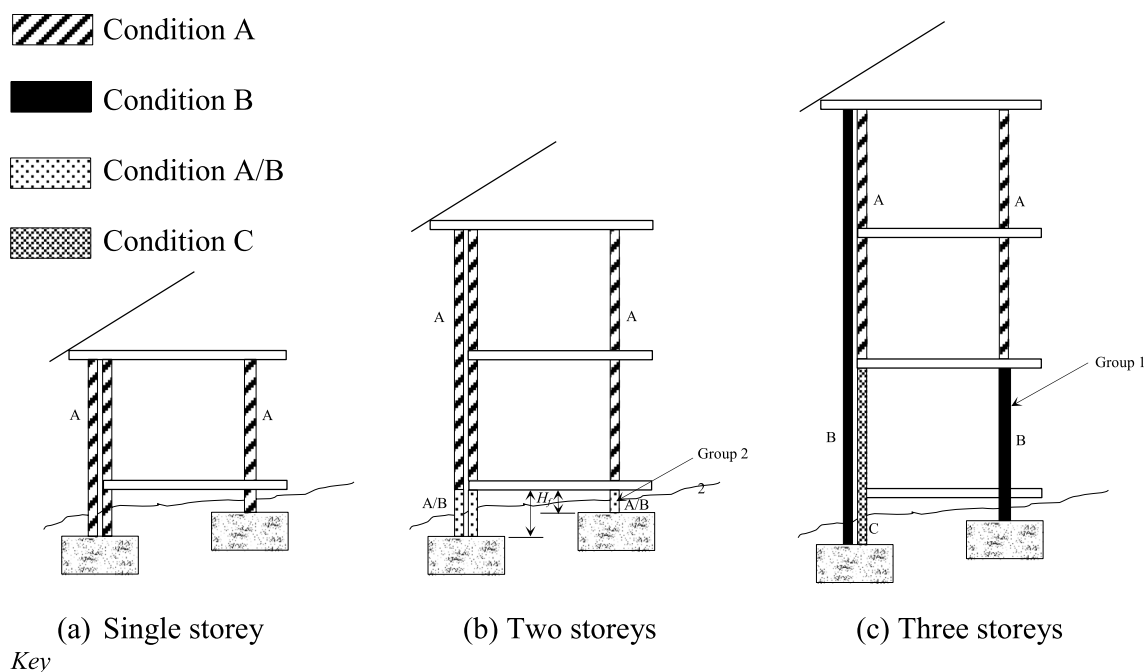 Condition A
Condition B
Condition A/B
Condition C
A
A
(a) Single storey
A
A
Group 2
2
A/B
H
A/B
(b) Two storeys
A
A
Group 1
B
B
C
(c) Three storeys
Key